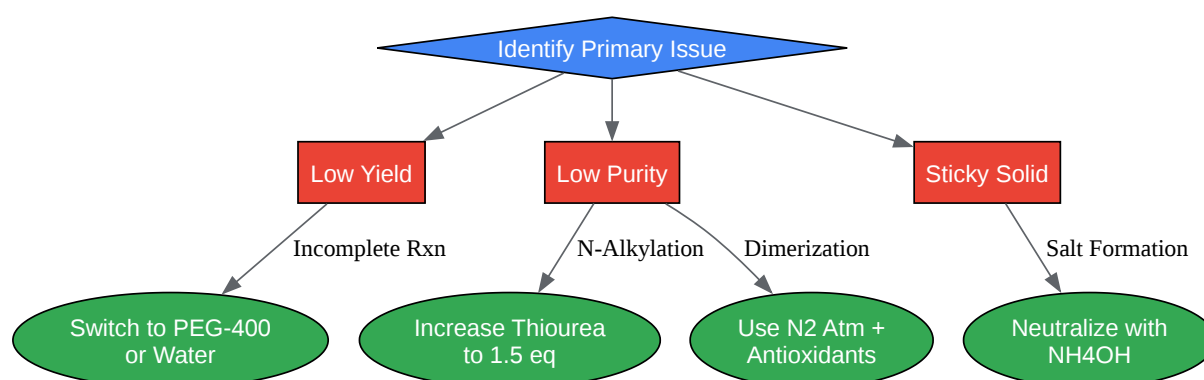 Identify Primary Issue
Low Yield
Low Purity
Sticky Solid
Incomplete Rxn
N-Alkylation
Dimerization
Salt Formation
Switch to PEG-400
or Water
Increase Thiourea
to 1.5 eq
Use N2 Atm +
Antioxidants
Neutralize with
NH4OH